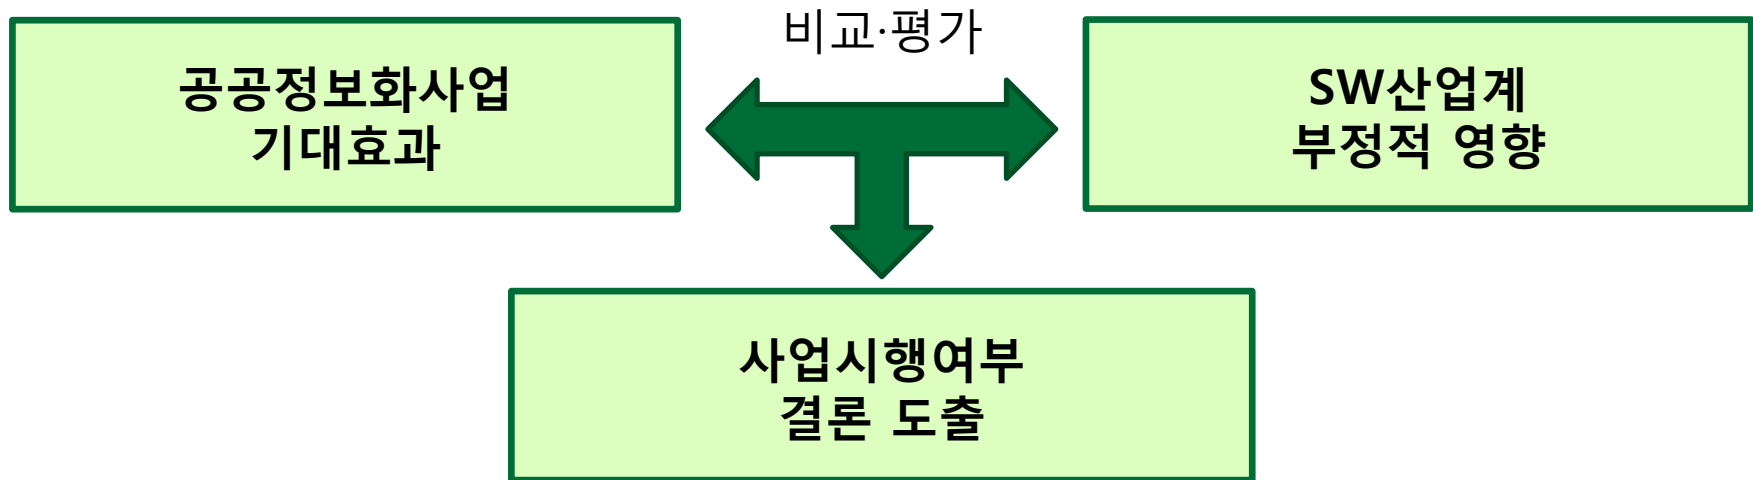 비교·평가
공공정보화사업
기대효과
SW산업계
부정적 영향
사업시행여부
결론 도출